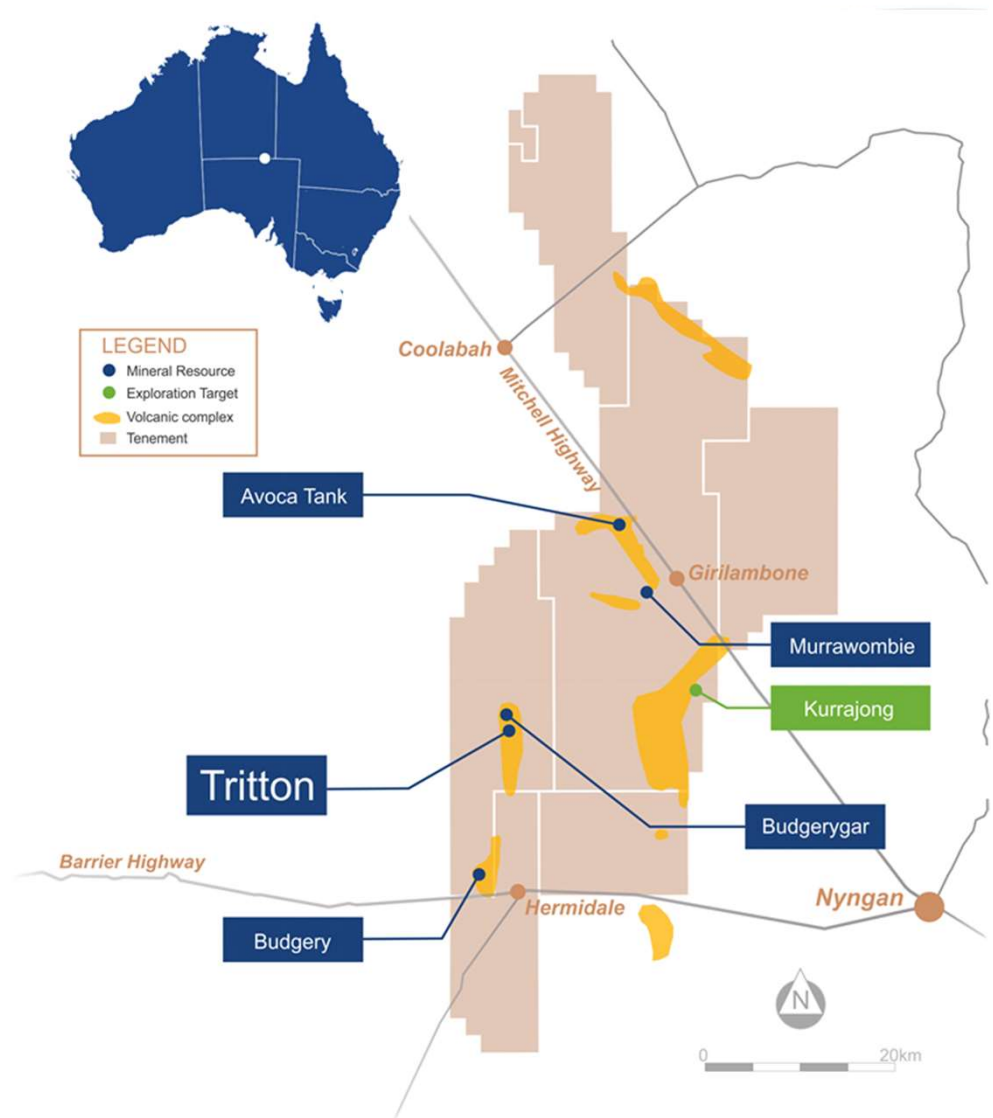 LEGEND
Mineral Resource
Exploration Target
Volcanic complex
Tenement
Coolabah
Mitchell Highway
Avoca Tank
Girilambone
Murrawombie
Kurrajong
Tritton
Budgerygar
Barrier Highway
Hermidale
Nyngan
Budgery
N
0 20km